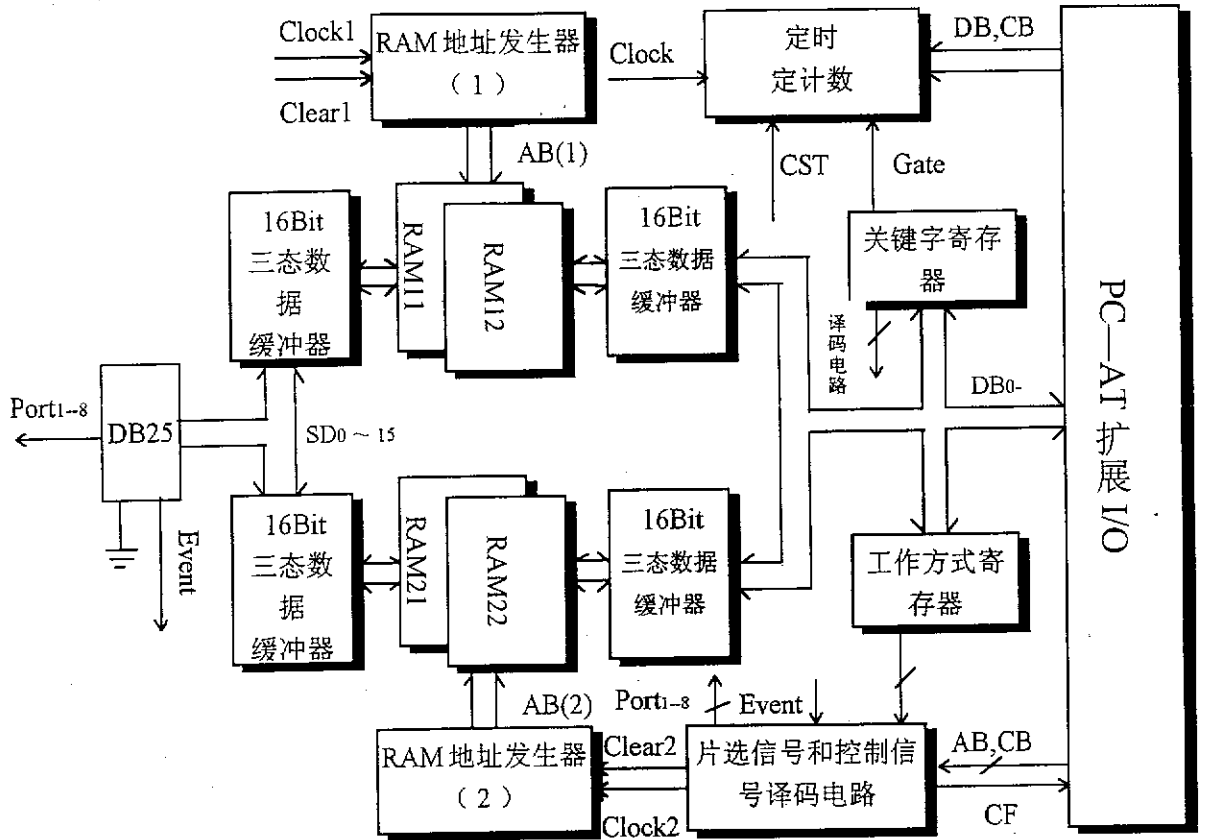 Clock1
Clear1
RAM 地址发生器
（1）
AB(1)
Clock
定时
定计数
DB,CB
CST
Gate
16Bit
三态数
据
缓冲器
RAM11
RAM12
16Bit
三态数据
缓冲器
关键字寄存
器
译码电路
DB0-
PC—AT 扩展 I/O
Port1--8
DB25
SD0 ~ 15
Event
16Bit
三态数
据
缓冲器
RAM21
RAM22
16Bit
三态数据
缓冲器
工作方式寄
存器
AB(2)
RAM 地址发生器
（2）
Clear2
Clock2
Port1--8
Event
片选信号和控制信
号译码电路
AB,CB
CF